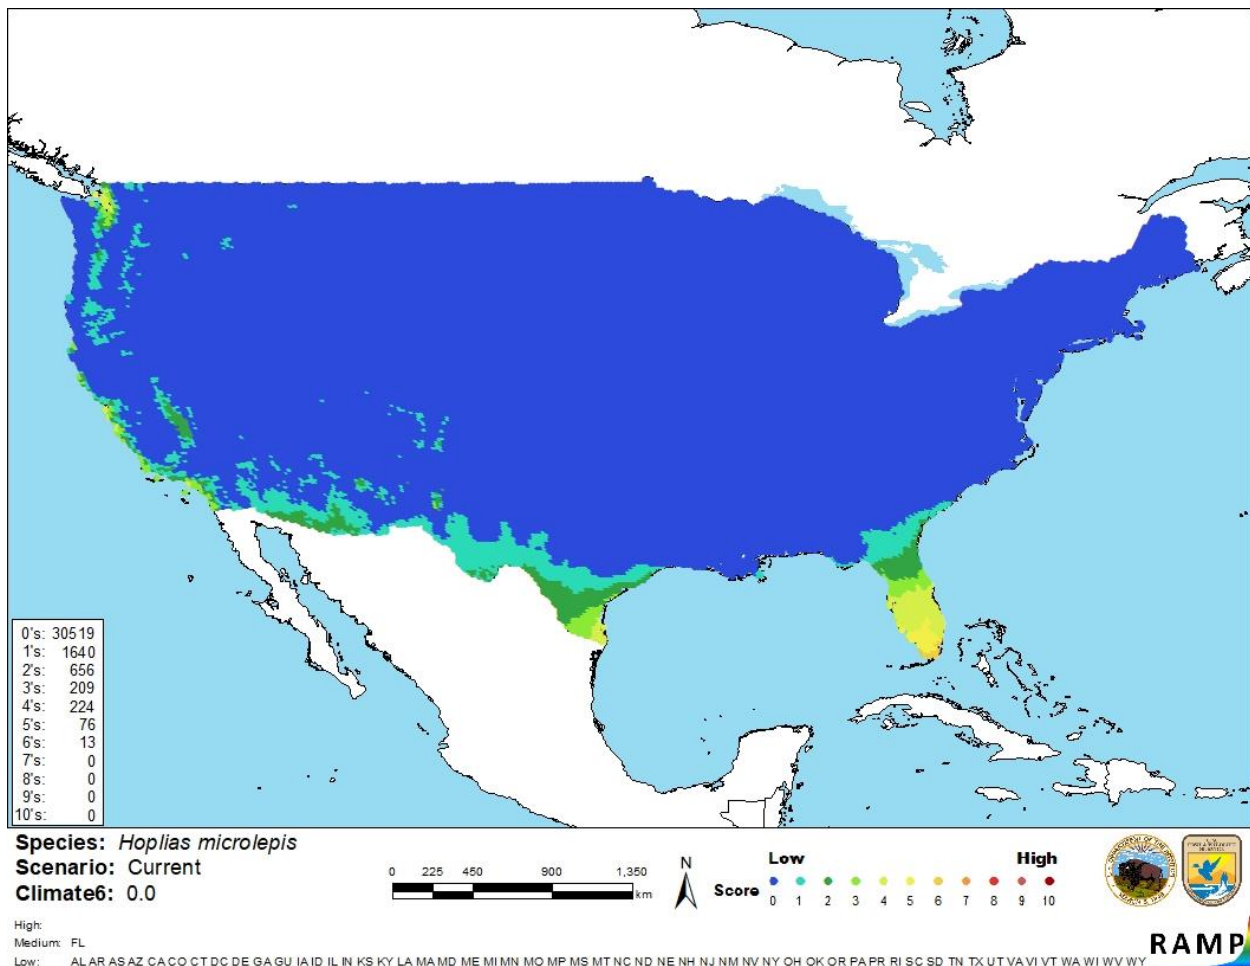 0's: 30519
1's: 1640
2's: 656
3's: 209
4's: 224
5's: 76
6's: 13
7's: 0
8's: 0
9's: 0
10's: 0
Species: Hoplias microlepis
Scenario: Current
Climate6: 0.0
0 225 450 900 1,350
km
N
Low High
Score
0 1 2 3 4 5 6 7 8 9 10
High:
Medium: FL
Low: AL AR AS AZ CA CO CT DC DE GA GU IA ID IL IN KS KY LA MA MD ME MI MN MO MP MS MT NC ND NE NH NJ NM NV NY OH OK OR PA PR RI SC SD TN TX UT VA VI VT WA WI WV WY
RAMP